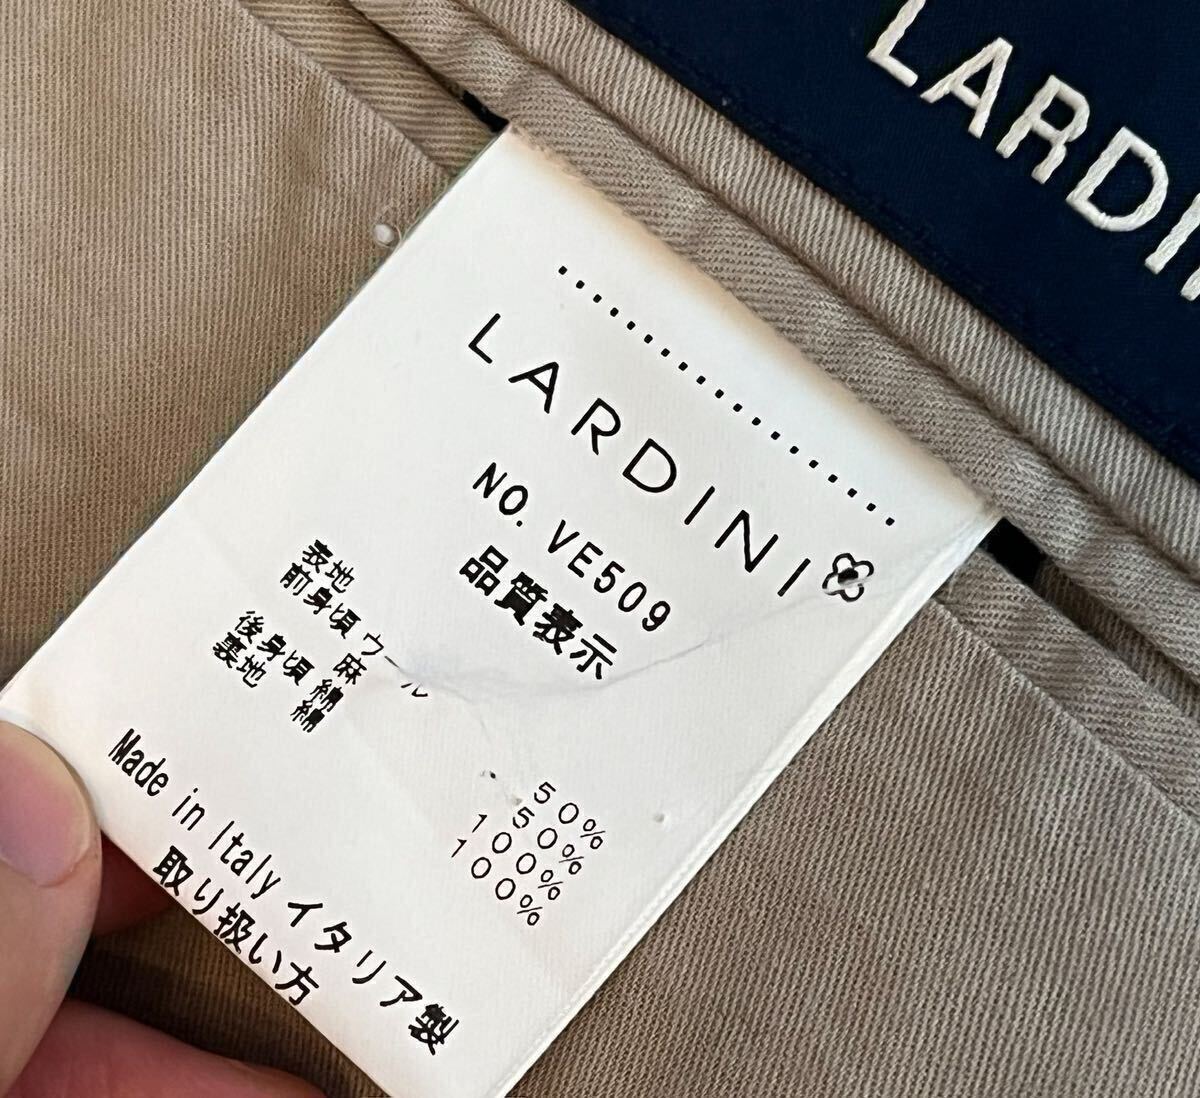 LARDI
LARDINI
NO. VE509
品質表示
表地
前身頃 ウール 50%
麻 50%
後身頃 綿 100%
裏地 綿 100%
Made in Italy イタリア製
取り扱い方